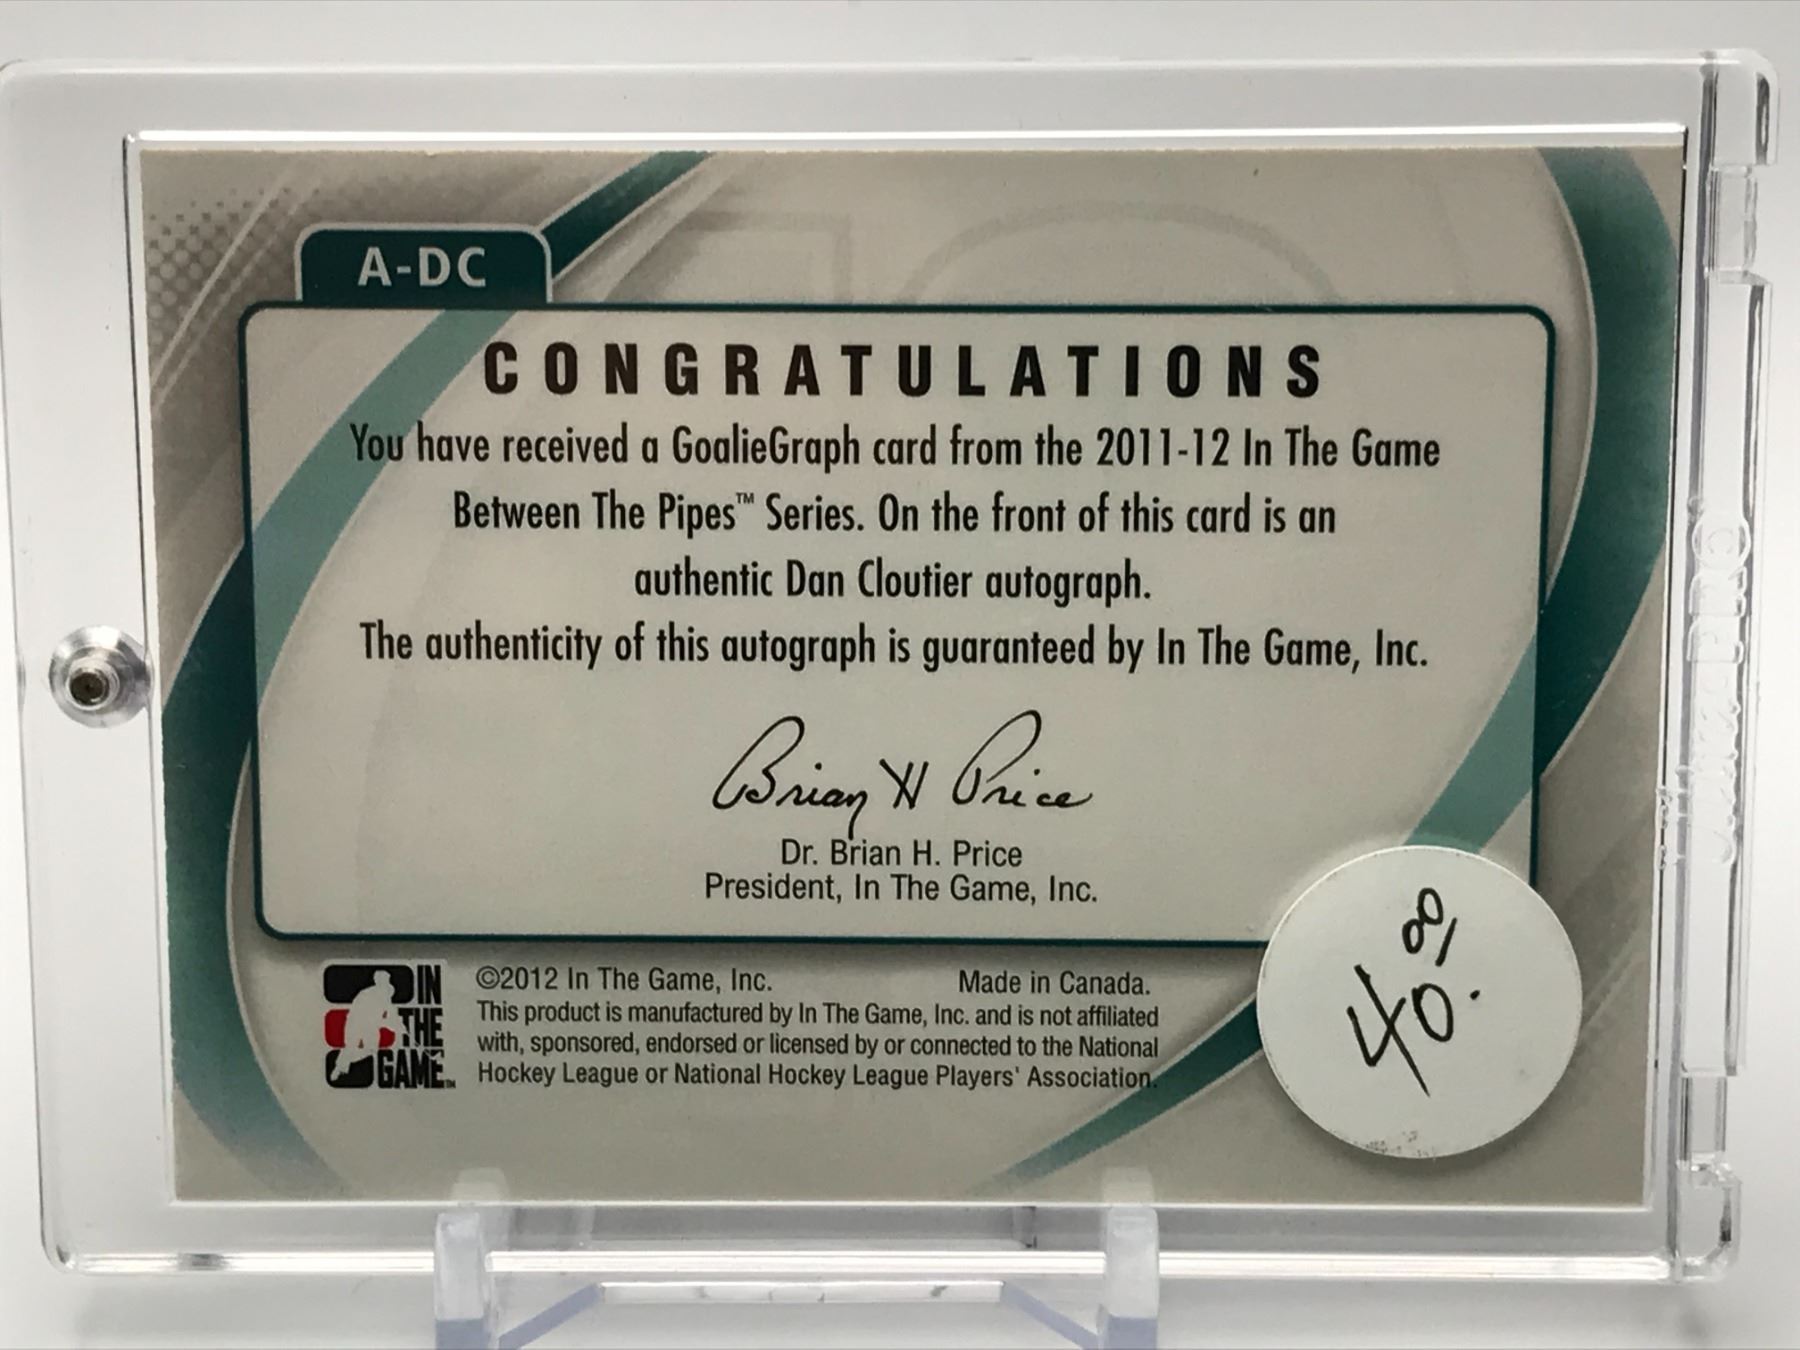 A-DC
CONGRATULATIONS
You have received a GoalieGraph card from the 2011-12 In The Game
Between The Pipes™ Series. On the front of this card is an
authentic Dan Cloutier autograph.
The authenticity of this autograph is guaranteed by In The Game, Inc.
Brian H Price
Dr. Brian H. Price
President, In The Game, Inc.
IN
THE
GAME™
©2012 In The Game, Inc. Made in Canada.
This product is manufactured by In The Game, Inc. and is not affiliated
with, sponsored, endorsed or licensed by or connected to the National
Hockey League or National Hockey League Players' Association.
40.00